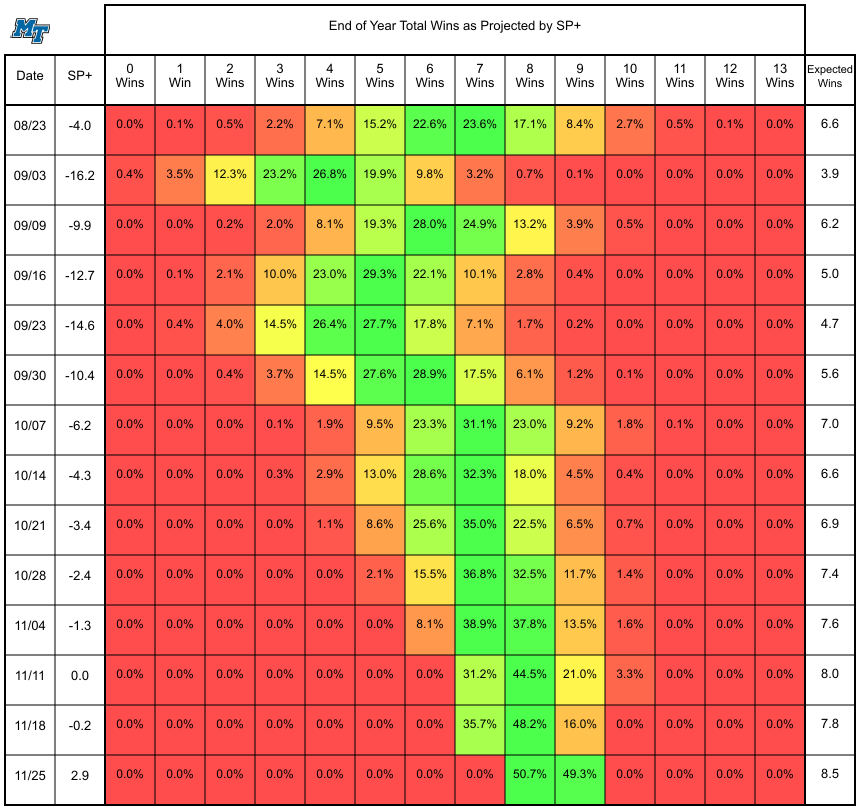 MT
End of Year Total Wins as Projected by SP+
Date SP+ 0 Wins 1 Win 2 Wins 3 Wins 4 Wins 5 Wins 6 Wins 7 Wins 8 Wins 9 Wins 10 Wins 11 Wins 12 Wins 13 Wins Expected Wins
08/23 -4.0 0.0% 0.1% 0.5% 2.2% 7.1% 15.2% 22.6% 23.6% 17.1% 8.4% 2.7% 0.5% 0.1% 0.0% 6.6
09/03 -16.2 0.4% 3.5% 12.3% 23.2% 26.8% 19.9% 9.8% 3.2% 0.7% 0.1% 0.0% 0.0% 0.0% 0.0% 3.9
09/09 -9.9 0.0% 0.0% 0.2% 2.0% 8.1% 19.3% 28.0% 24.9% 13.2% 3.9% 0.5% 0.0% 0.0% 0.0% 6.2
09/16 -12.7 0.0% 0.1% 2.1% 10.0% 23.0% 29.3% 22.1% 10.1% 2.8% 0.4% 0.0% 0.0% 0.0% 0.0% 5.0
09/23 -14.6 0.0% 0.4% 4.0% 14.5% 26.4% 27.7% 17.8% 7.1% 1.7% 0.2% 0.0% 0.0% 0.0% 0.0% 4.7
09/30 -10.4 0.0% 0.0% 0.4% 3.7% 14.5% 27.6% 28.9% 17.5% 6.1% 1.2% 0.1% 0.0% 0.0% 0.0% 5.6
10/07 -6.2 0.0% 0.0% 0.0% 0.1% 1.9% 9.5% 23.3% 31.1% 23.0% 9.2% 1.8% 0.1% 0.0% 0.0% 7.0
10/14 -4.3 0.0% 0.0% 0.0% 0.3% 2.9% 13.0% 28.6% 32.3% 18.0% 4.5% 0.4% 0.0% 0.0% 0.0% 6.6
10/21 -3.4 0.0% 0.0% 0.0% 0.0% 1.1% 8.6% 25.6% 35.0% 22.5% 6.5% 0.7% 0.0% 0.0% 0.0% 6.9
10/28 -2.4 0.0% 0.0% 0.0% 0.0% 0.0% 2.1% 15.5% 36.8% 32.5% 11.7% 1.4% 0.0% 0.0% 0.0% 7.4
11/04 -1.3 0.0% 0.0% 0.0% 0.0% 0.0% 0.0% 8.1% 38.9% 37.8% 13.5% 1.6% 0.0% 0.0% 0.0% 7.6
11/11 0.0 0.0% 0.0% 0.0% 0.0% 0.0% 0.0% 0.0% 31.2% 44.5% 21.0% 3.3% 0.0% 0.0% 0.0% 8.0
11/18 -0.2 0.0% 0.0% 0.0% 0.0% 0.0% 0.0% 0.0% 35.7% 48.2% 16.0% 0.0% 0.0% 0.0% 0.0% 7.8
11/25 2.9 0.0% 0.0% 0.0% 0.0% 0.0% 0.0% 0.0% 0.0% 50.7% 49.3% 0.0% 0.0% 0.0% 0.0% 8.5